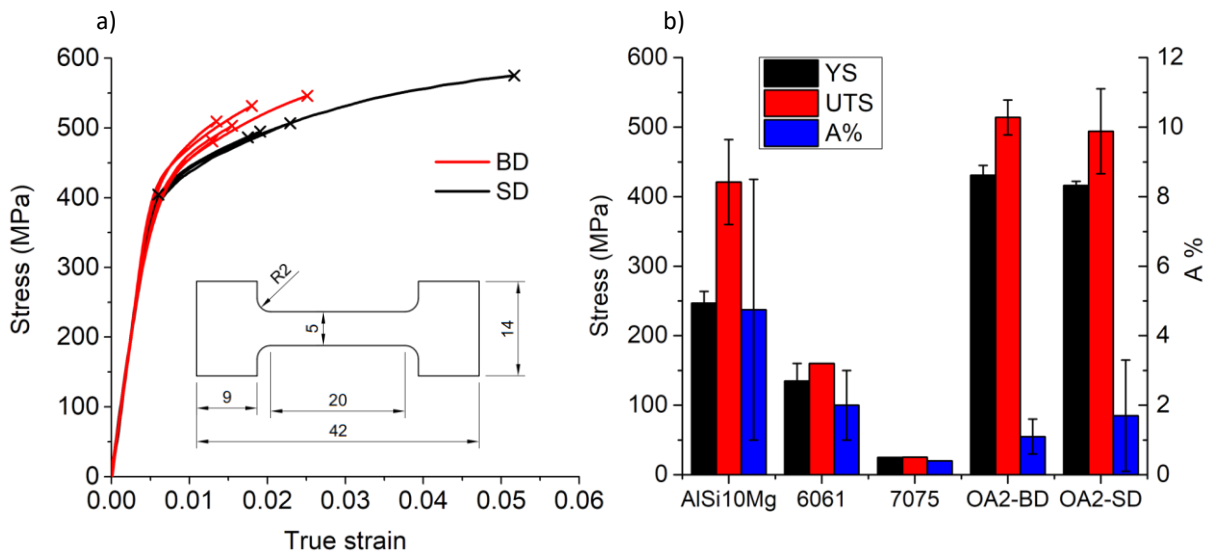 a)
600
500
400
300
200
100
0
Stress (MPa)
0.00 0.01 0.02 0.03 0.04 0.05 0.06
True strain
BD
SD
R2
5
14
9
20
42
b)
600
500
400
300
200
100
0
Stress (MPa)
YS
UTS
A%
12
10
8
6
4
2
0
A %
AlSi10Mg 6061 7075 OA2-BD OA2-SD